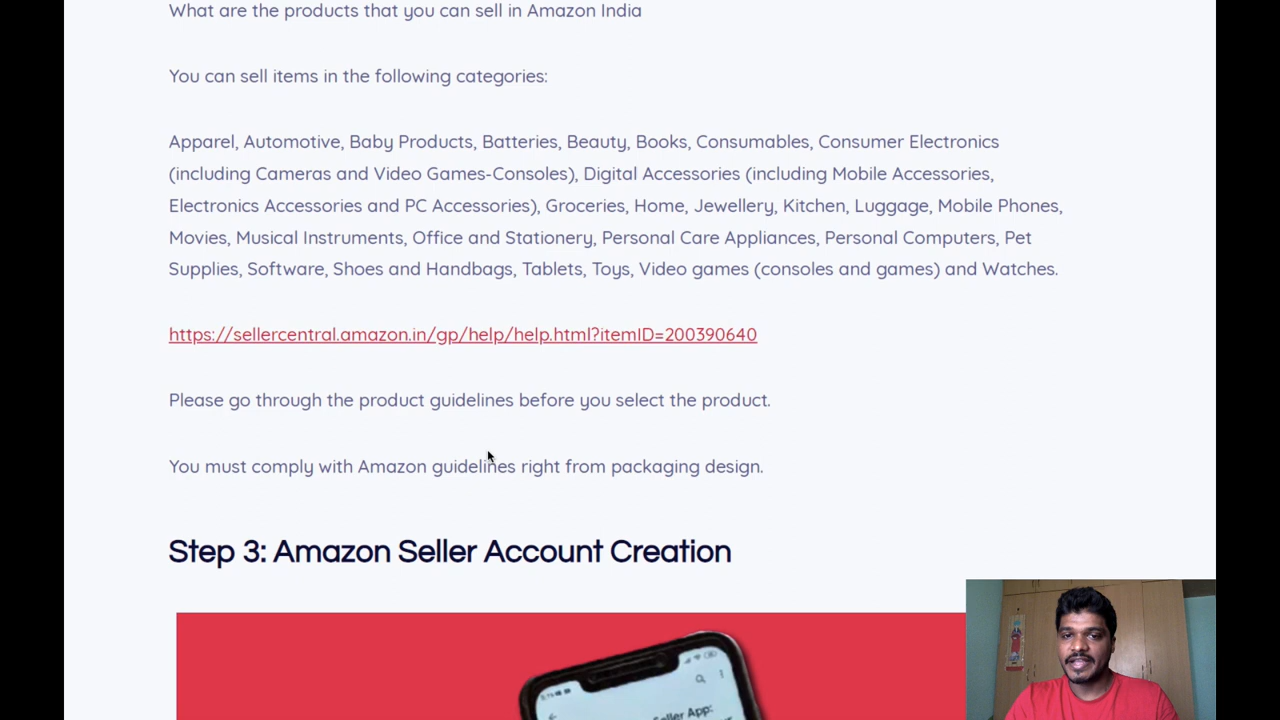 What are the products that you can sell in Amazon India
You can sell items in the following categories:
Apparel, Automotive, Baby Products, Batteries, Beauty, Books, Consumables, Consumer Electronics
(including Cameras and Video Games-Consoles), Digital Accessories (including Mobile Accessories,
Electronics Accessories and PC Accessories), Groceries, Home, Jewellery, Kitchen, Luggage, Mobile Phones,
Movies, Musical Instruments, Office and Stationery, Personal Care Appliances, Personal Computers, Pet
Supplies, Software, Shoes and Handbags, Tablets, Toys, Video games (consoles and games) and Watches.
https://sellercentral.amazon.in/gp/help/help.html?itemID=200390640
Please go through the product guidelines before you select the product.
You must comply with Amazon guidelines right from packaging design.
Step 3: Amazon Seller Account Creation
Seller App: